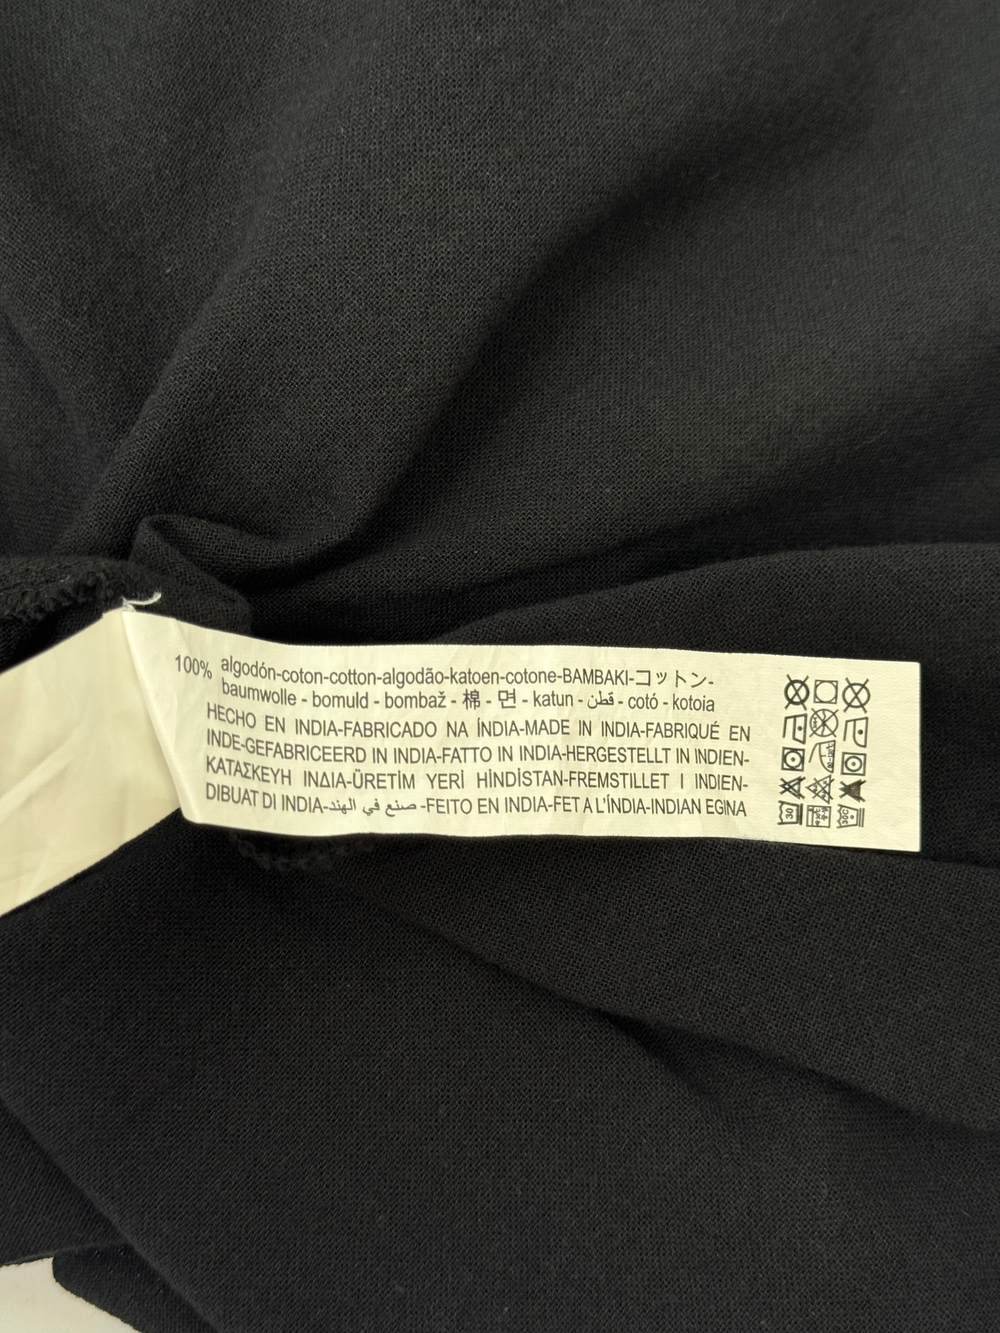 100% algodón-coton-cotton-algodão-katoen-cotone-BAMBAKI-コットン-
baumwolle - bomuld - bombaž - 棉 - 면 - katun - قطن - cotó - kotoia
HECHO EN INDIA-FABRICADO NA ÍNDIA-MADE IN INDIA-FABRIQUÉ EN
INDE-GEFABRICEERD IN INDIA-FATTO IN INDIA-HERGESTELLT IN INDIEN-
ΚΑΤΑΣΚΕΥΗ ΙΝΔΙΑ-ÜRETİM YERİ HİNDİSTAN-FREMSTILLET I INDIEN-
DIBUAT DI INDIA-صنع في الهند -FEITO EN INDIA-FET A L'ÍNDIA-INDIAN EGINA
30
30C